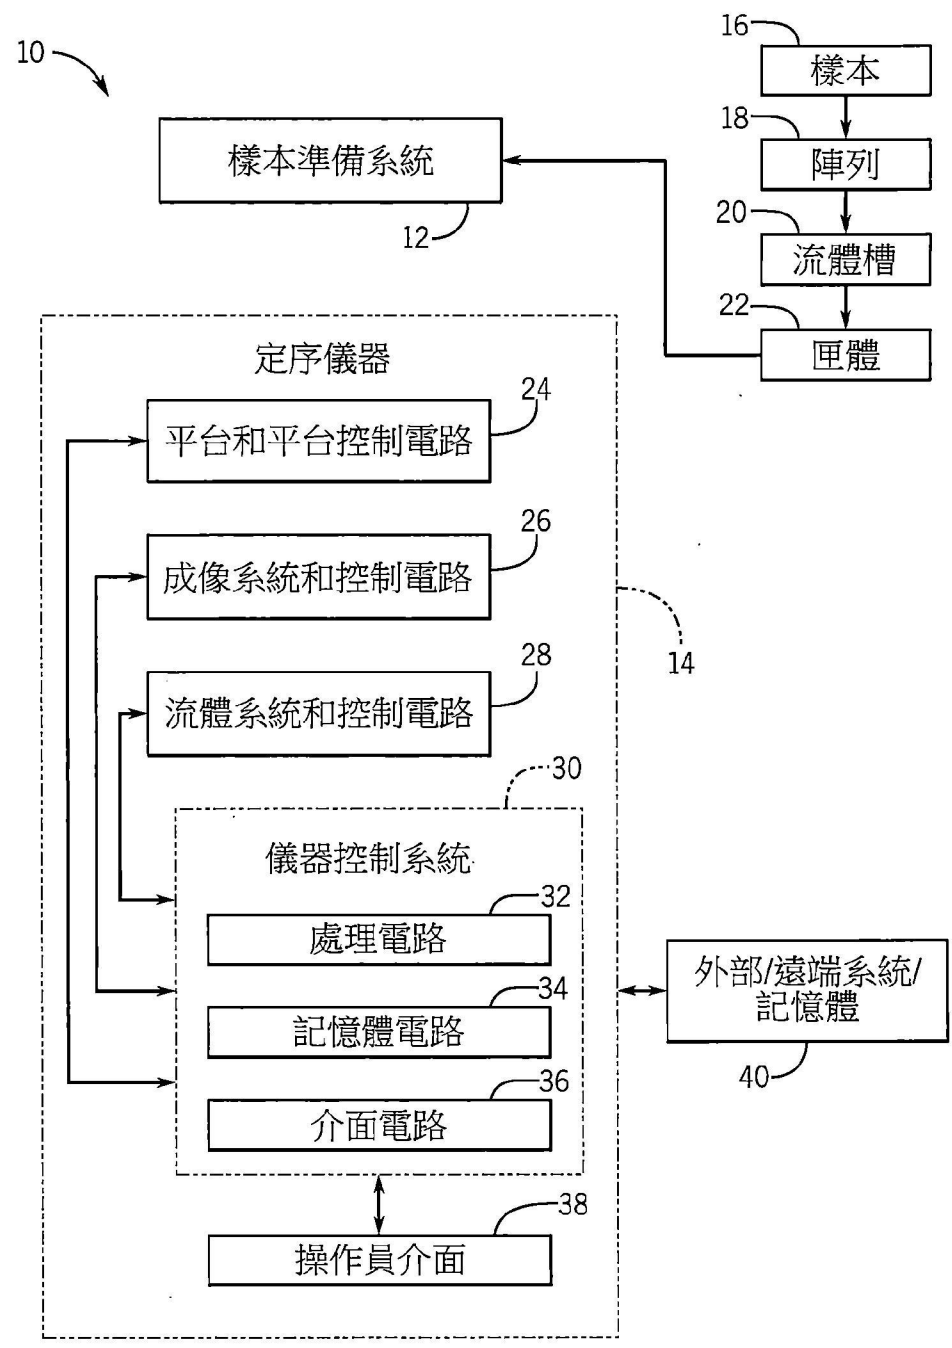 10
16
樣本
18
陣列
20
流體槽
22
匣體
樣本準備系統
12
定序儀器
24
平台和平台控制電路
26
成像系統和控制電路
14
28
流體系統和控制電路
30
儀器控制系統
32
處理電路
34
記憶體電路
36
介面電路
38
操作員介面
外部/遠端系統/
記憶體
40